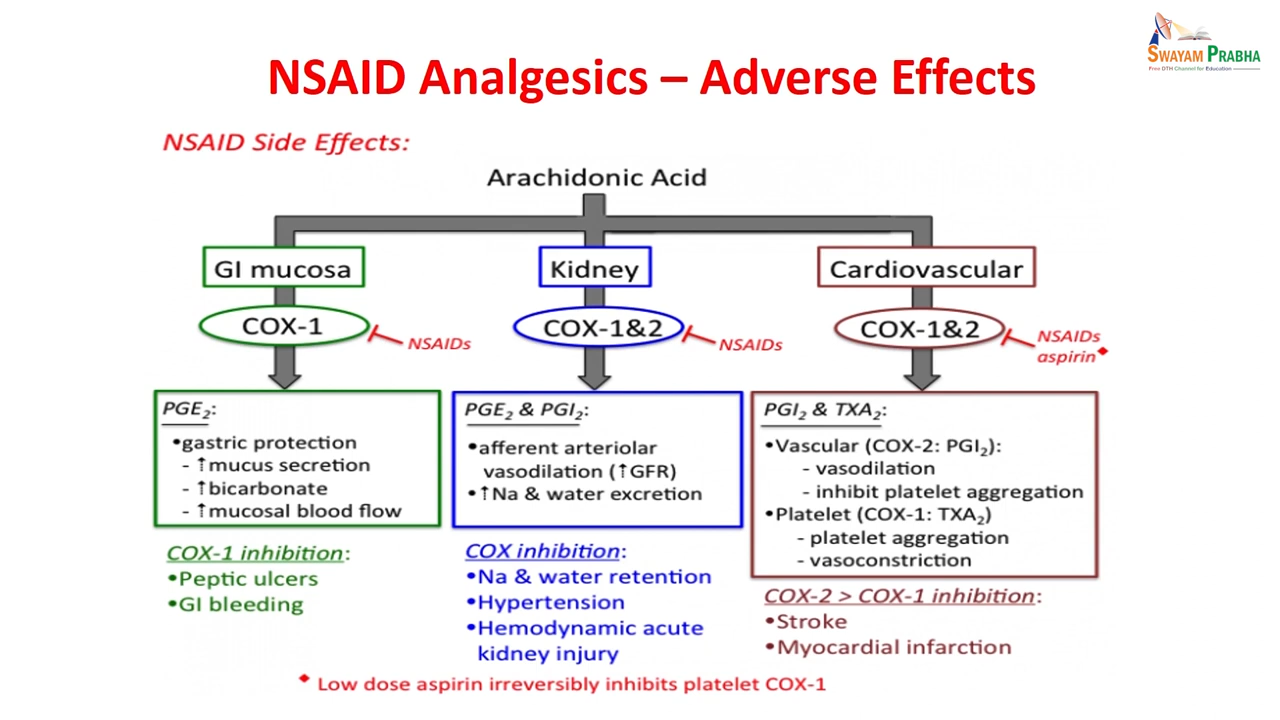 SWAYAM PRABHA
Free DTH Channel for Education
NSAID Analgesics – Adverse Effects
NSAID Side Effects:
Arachidonic Acid
GI mucosa
COX-1
NSAIDs
PGE₂:
•gastric protection
- ↑mucus secretion
- ↑bicarbonate
- ↑mucosal blood flow
COX-1 inhibition:
•Peptic ulcers
•GI bleeding
Kidney
COX-1&2
NSAIDs
PGE₂ & PGI₂:
•afferent arteriolar
vasodilation (↑GFR)
•↑Na & water excretion
COX inhibition:
•Na & water retention
•Hypertension
•Hemodynamic acute
kidney injury
Cardiovascular
COX-1&2
NSAIDs
aspirin◆
PGI₂ & TXA₂:
•Vascular (COX-2: PGI₂):
- vasodilation
- inhibit platelet aggregation
•Platelet (COX-1: TXA₂)
- platelet aggregation
- vasoconstriction
COX-2 > COX-1 inhibition:
•Stroke
•Myocardial infarction
◆ Low dose aspirin irreversibly inhibits platelet COX-1